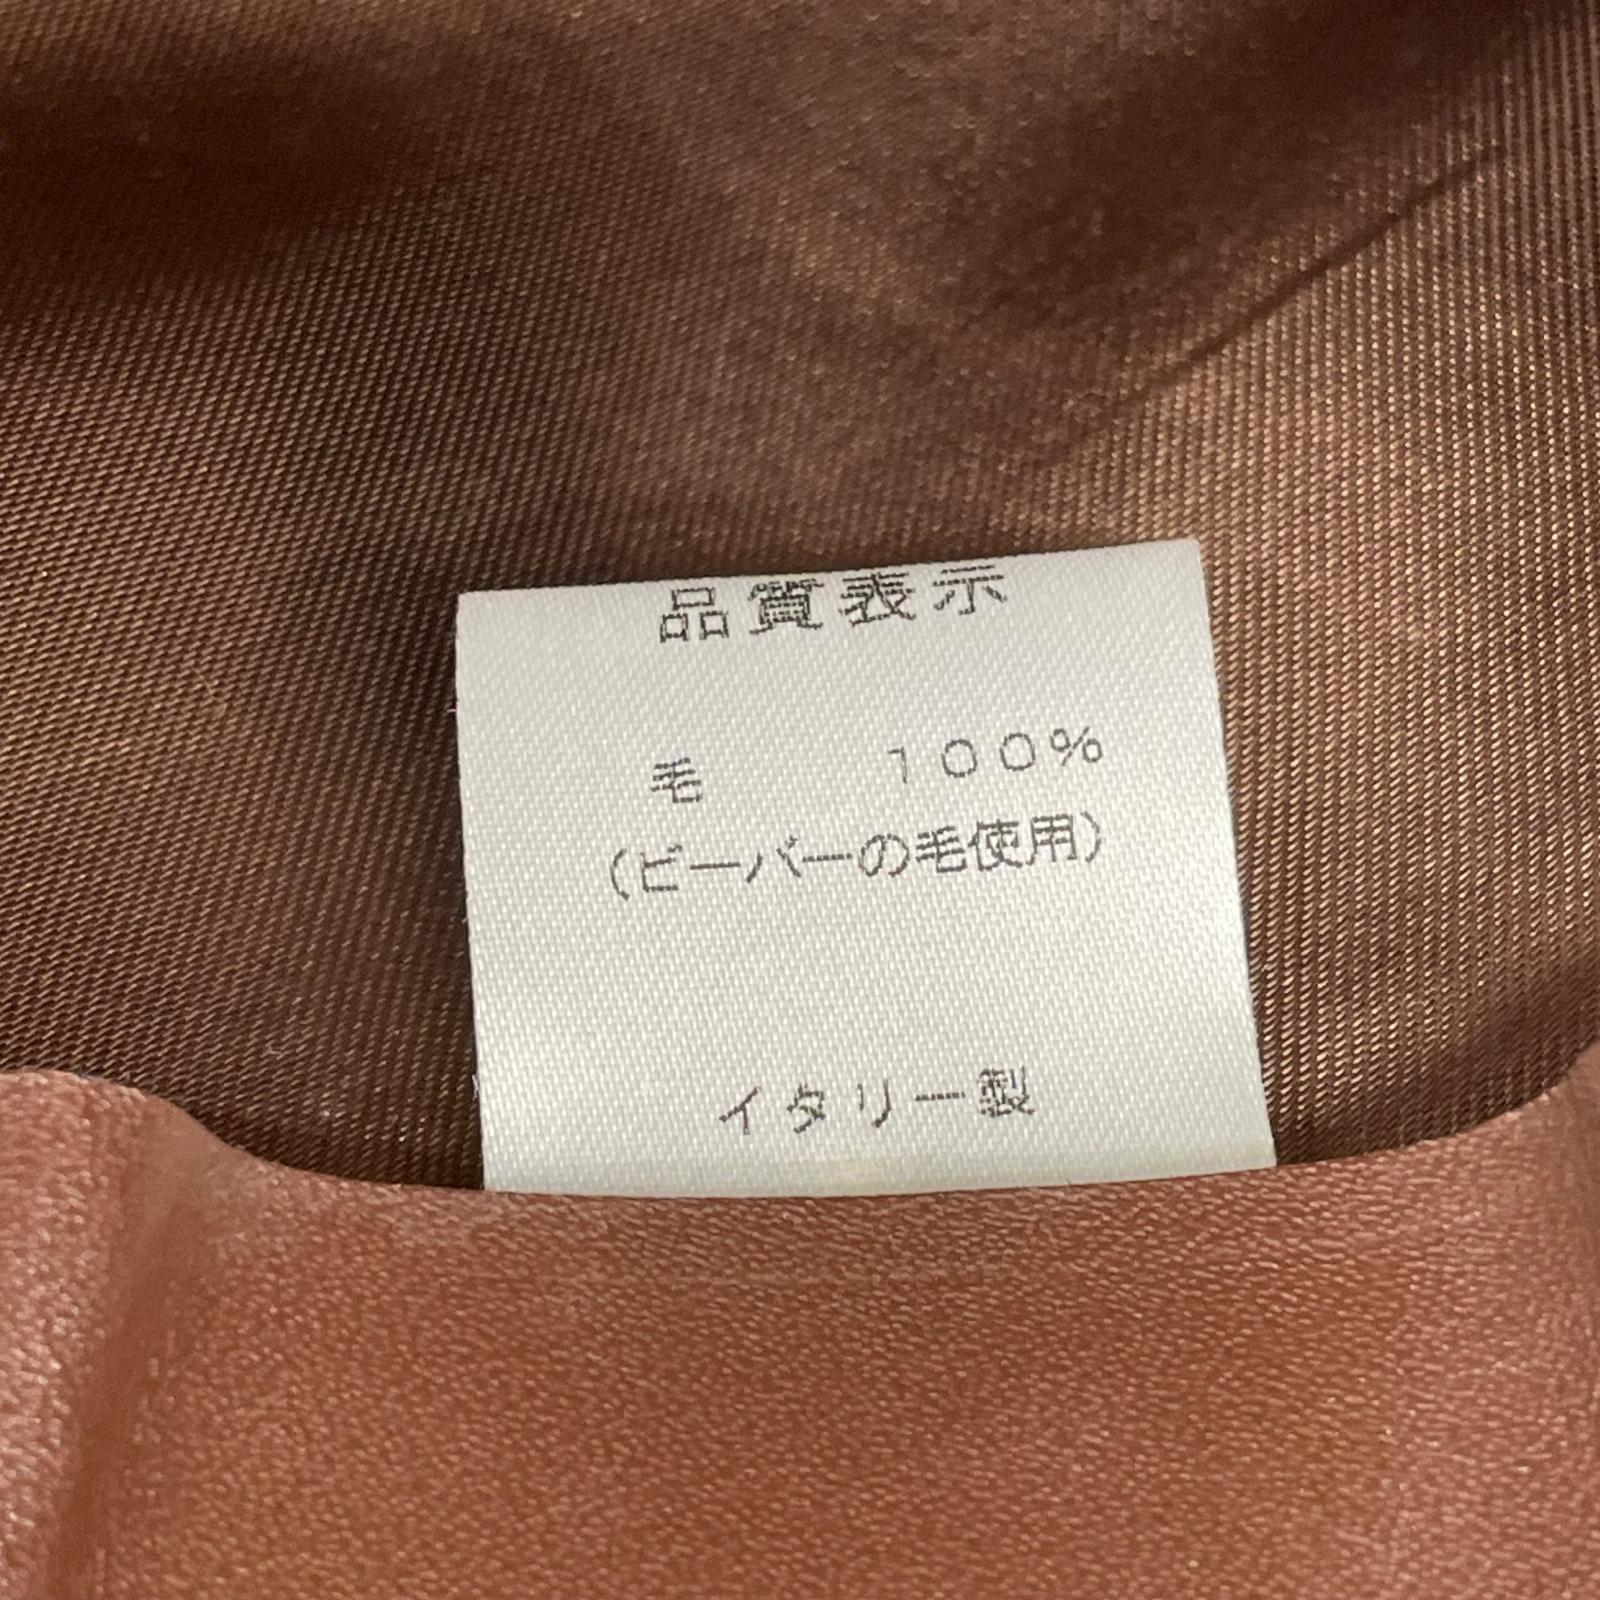 品質表示
毛 100%
(ビーバーの毛使用)
イタリー製